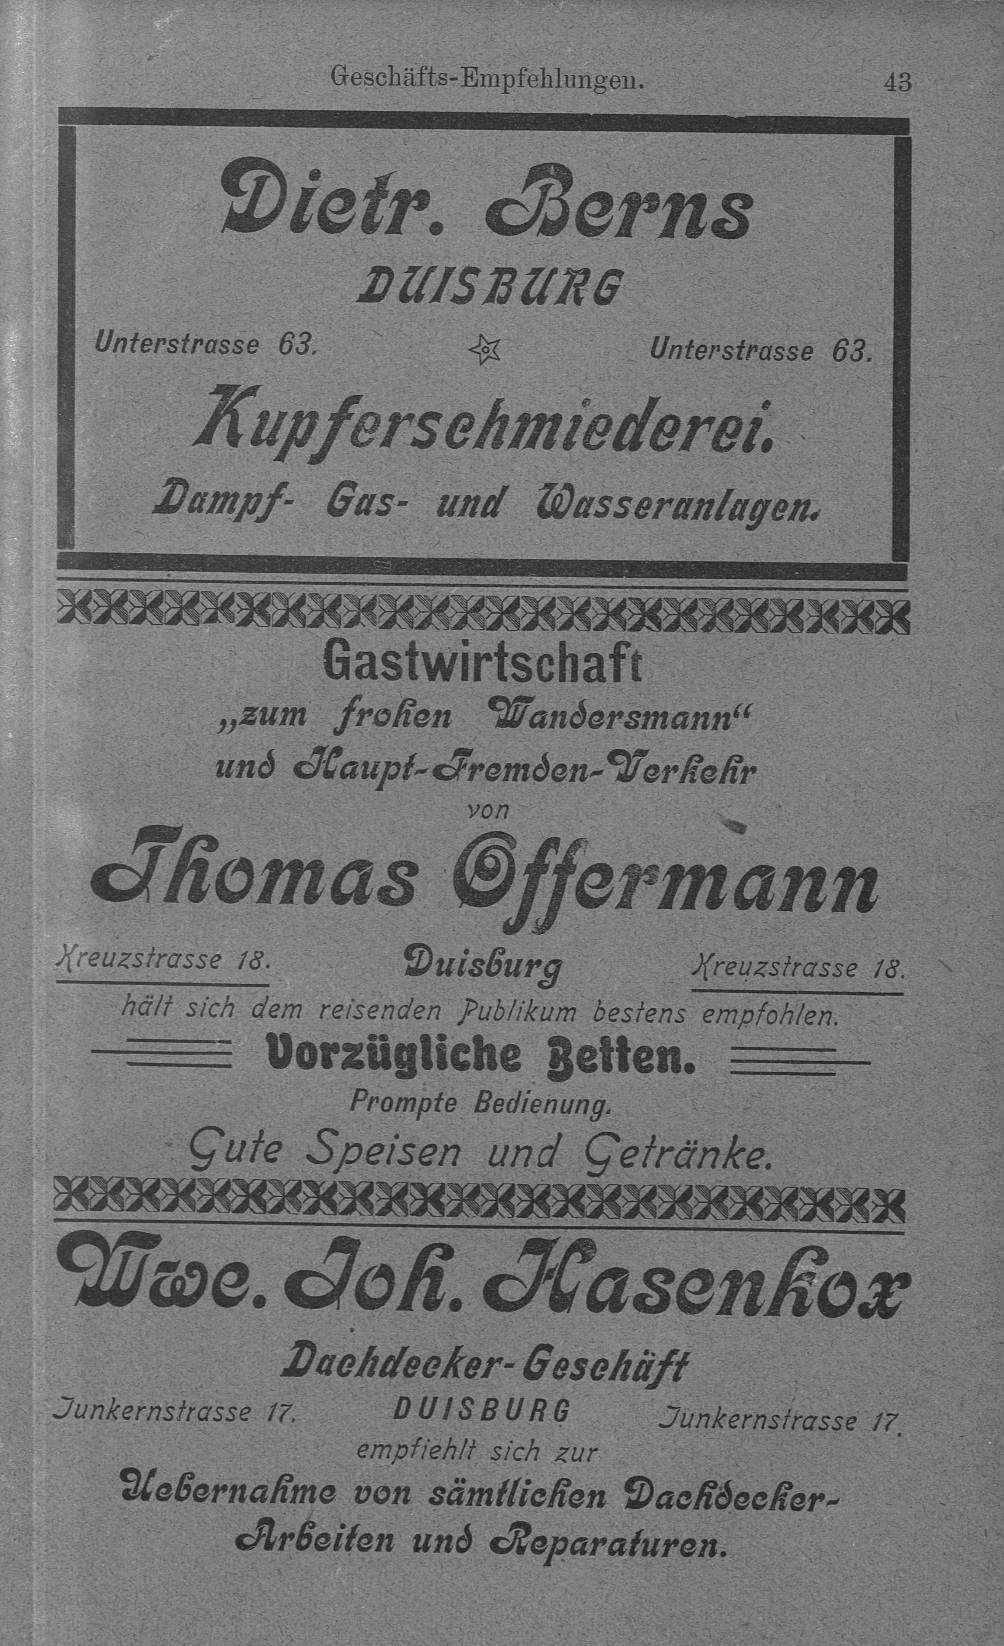 Geschäfts-Empfehlungen. 43
Dietr. Berns
DUISBURG
Unterstrasse 63. Unterstrasse 63.
Kupferschmiederei.
Dampf- Gas- und Wasseranlagen.
Gastwirtschaft
„zum frohen Wandersmann“
und Haupt-Fremden-Verkehr
von
Thomas Offermann
Kreuzstrasse 18. Duisburg Kreuzstrasse 18.
hält sich dem reisenden Publikum bestens empfohlen.
Vorzügliche Betten.
Prompte Bedienung.
Gute Speisen und Getränke.
Wwe. Joh. Hasenkox
Dachdecker-Geschäft
Junkernstrasse 17. DUISBURG Junkernstrasse 17.
empfiehlt sich zur
Uebernahme von sämtlichen Dachdecker-
Arbeiten und Reparaturen.